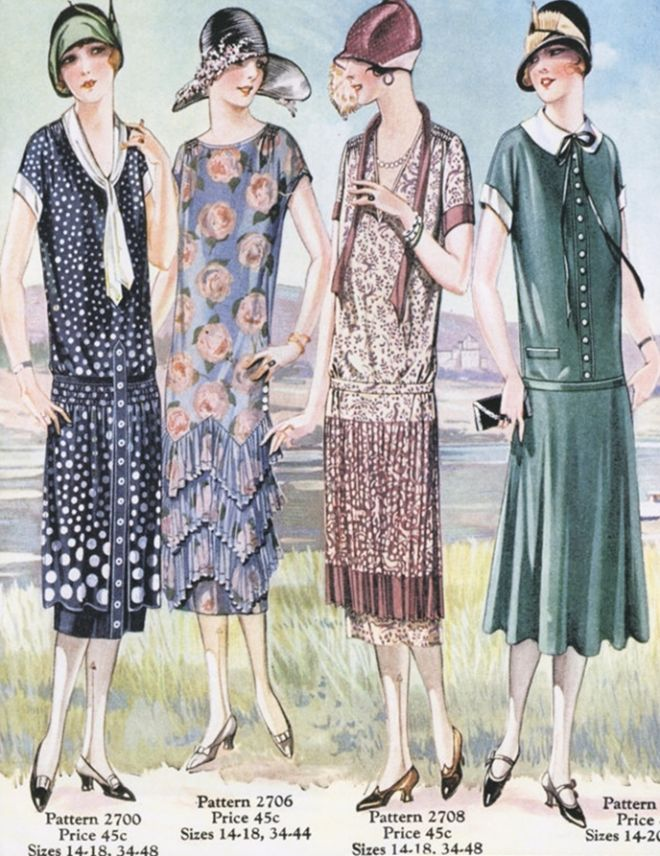 Pattern 2700
Price 45c
Sizes 14-18, 34-48
Pattern 2706
Price 45c
Sizes 14-18, 34-44
Pattern 2708
Price 45c
Sizes 14-18, 34-48
Pattern
Price
Sizes